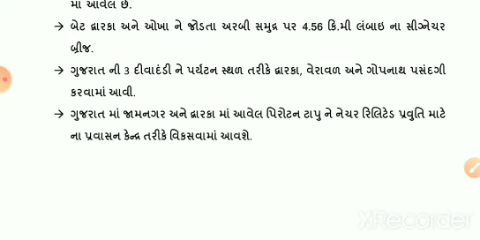 માં આવેલ છે.
→ બેટ દ્વારકા અને ઓખા ને જોડતા અરબી સમુદ્ર પર 4.56 કિ.મી લંબાઇ ના સીગ્નેચર
બ્રીજ.
→ ગુજરાત ની 3 દીવાદંડી ને પર્યટન સ્થળ તરીકે દ્વારકા, વેરાવળ અને ગોપનાથ પસંદગી
કરવામાં આવી.
→ ગુજરાત માં જામનગર અને દ્વારકા માં આવેલ પિરોટન ટાપુ ને નેચર રિલિટેડ પ્રવુતિ માટે
ના પ્રવાસન કેન્દ્ર તરીકે વિકસવામાં આવશે.
XRecorder